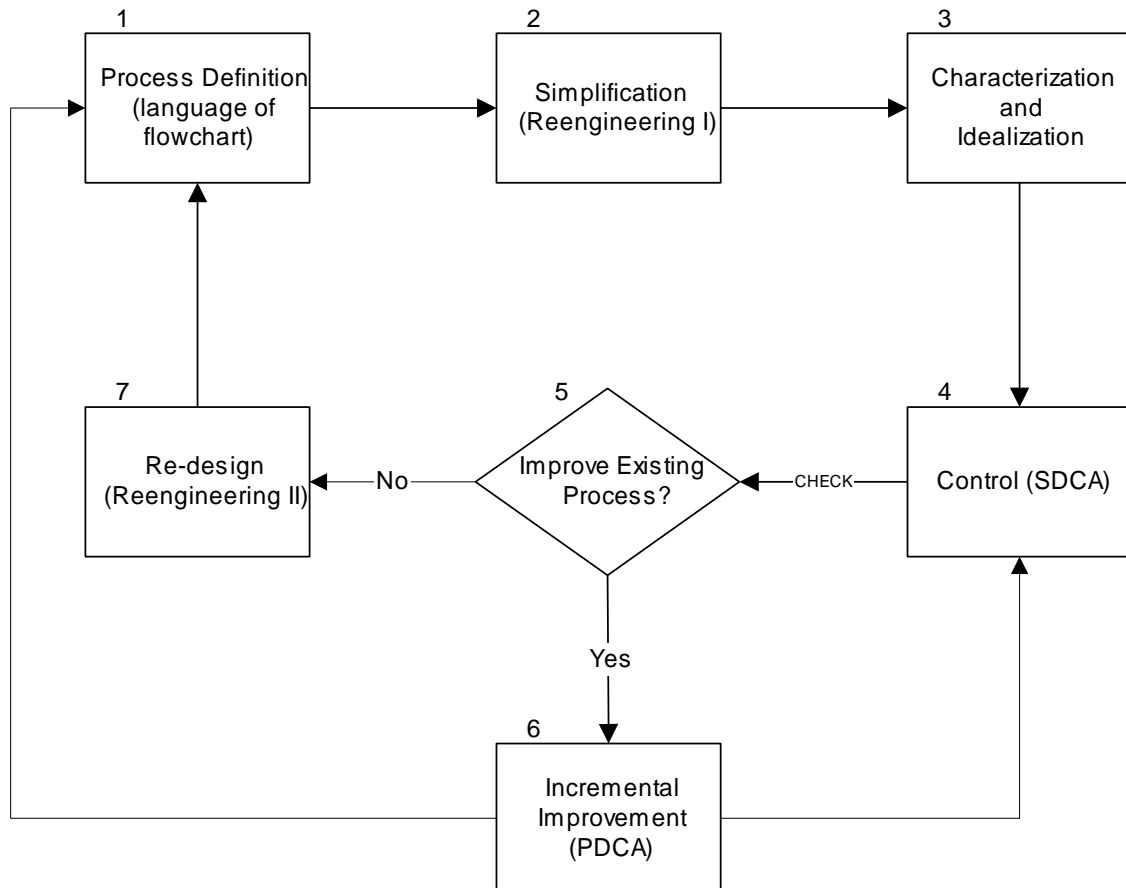 1
Process Definition
(language of
flowchart)
2
Simplification
(Reengineering I)
3
Characterization
and
Idealization
7
Re-design
(Reengineering II)
No
5
Improve Existing
Process?
CHECK
4
Control (SDCA)
Yes
6
Incremental
Improvement
(PDCA)